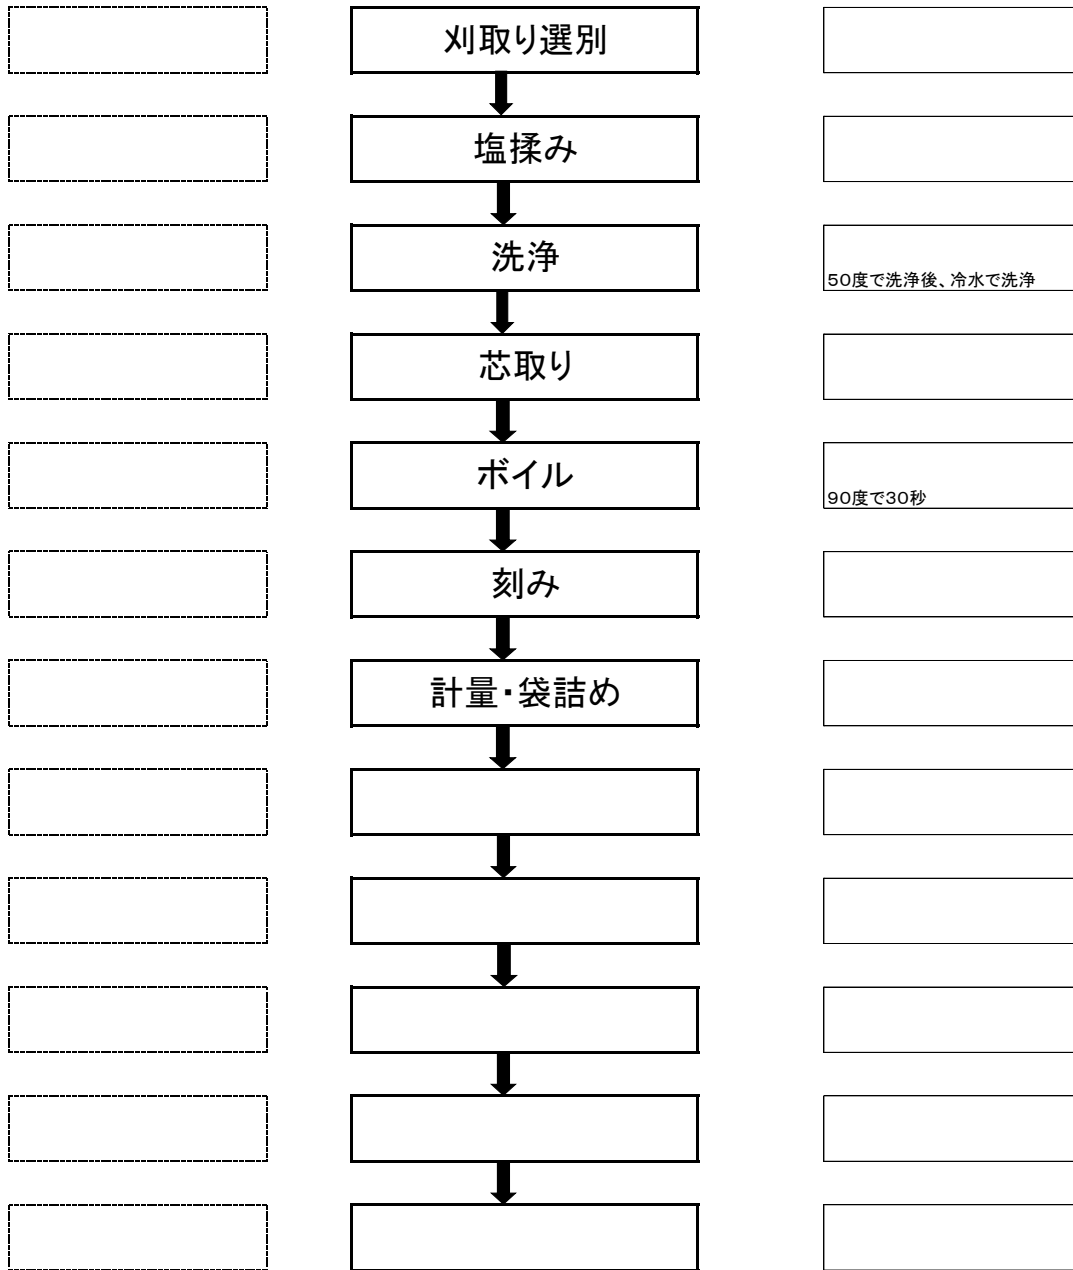 刈取り選別
塩揉み
洗浄
50度で洗浄後、冷水で洗浄
芯取り
ボイル
90度で30秒
刻み
計量・袋詰め